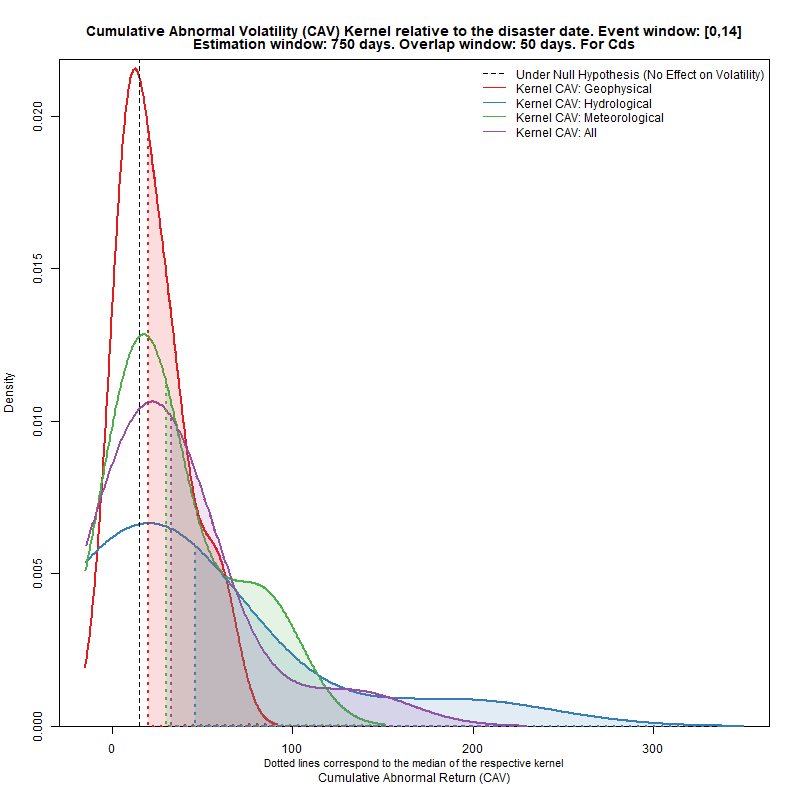 Cumulative Abnormal Volatility (CAV) Kernel relative to the disaster date. Event window: [0,14]
Estimation window: 750 days. Overlap window: 50 days. For Cds
Under Null Hypothesis (No Effect on Volatility)
Kernel CAV: Geophysical
Kernel CAV: Hydrological
Kernel CAV: Meteorological
Kernel CAV: All
Density
0.020
0.015
0.010
0.005
0.000
0 100 200 300
Dotted lines correspond to the median of the respective kernel
Cumulative Abnormal Return (CAV)